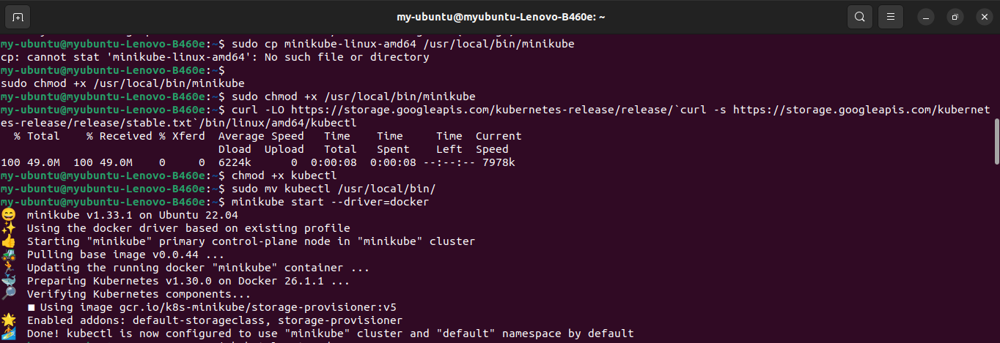 my-ubuntu@myubuntu-Lenovo-B460e: ~
my-ubuntu@myubuntu-Lenovo-B460e:~$ sudo cp minikube-linux-amd64 /usr/local/bin/minikube
cp: cannot stat 'minikube-linux-amd64': No such file or directory
my-ubuntu@myubuntu-Lenovo-B460e:~$
sudo chmod +x /usr/local/bin/minikube
my-ubuntu@myubuntu-Lenovo-B460e:~$ sudo chmod +x /usr/local/bin/minikube
my-ubuntu@myubuntu-Lenovo-B460e:~$ curl -LO https://storage.googleapis.com/kubernetes-release/release/`curl -s https://storage.googleapis.com/kubernet
es-release/release/stable.txt`/bin/linux/amd64/kubectl
  % Total    % Received % Xferd  Average Speed   Time    Time     Time  Current
                                 Dload  Upload   Total   Spent    Left  Speed
100 49.0M  100 49.0M    0     0  6224k      0  0:00:08  0:00:08 --:--:-- 7978k
my-ubuntu@myubuntu-Lenovo-B460e:~$ chmod +x kubectl
my-ubuntu@myubuntu-Lenovo-B460e:~$ sudo mv kubectl /usr/local/bin/
my-ubuntu@myubuntu-Lenovo-B460e:~$ minikube start --driver=docker
😄  minikube v1.33.1 on Ubuntu 22.04
✨  Using the docker driver based on existing profile
👍  Starting "minikube" primary control-plane node in "minikube" cluster
🚜  Pulling base image v0.0.44 ...
🏃  Updating the running docker "minikube" container ...
🐳  Preparing Kubernetes v1.30.0 on Docker 26.1.1 ...
🔎  Verifying Kubernetes components...
    ■ Using image gcr.io/k8s-minikube/storage-provisioner:v5
🌟  Enabled addons: default-storageclass, storage-provisioner
🏄  Done! kubectl is now configured to use "minikube" cluster and "default" namespace by default